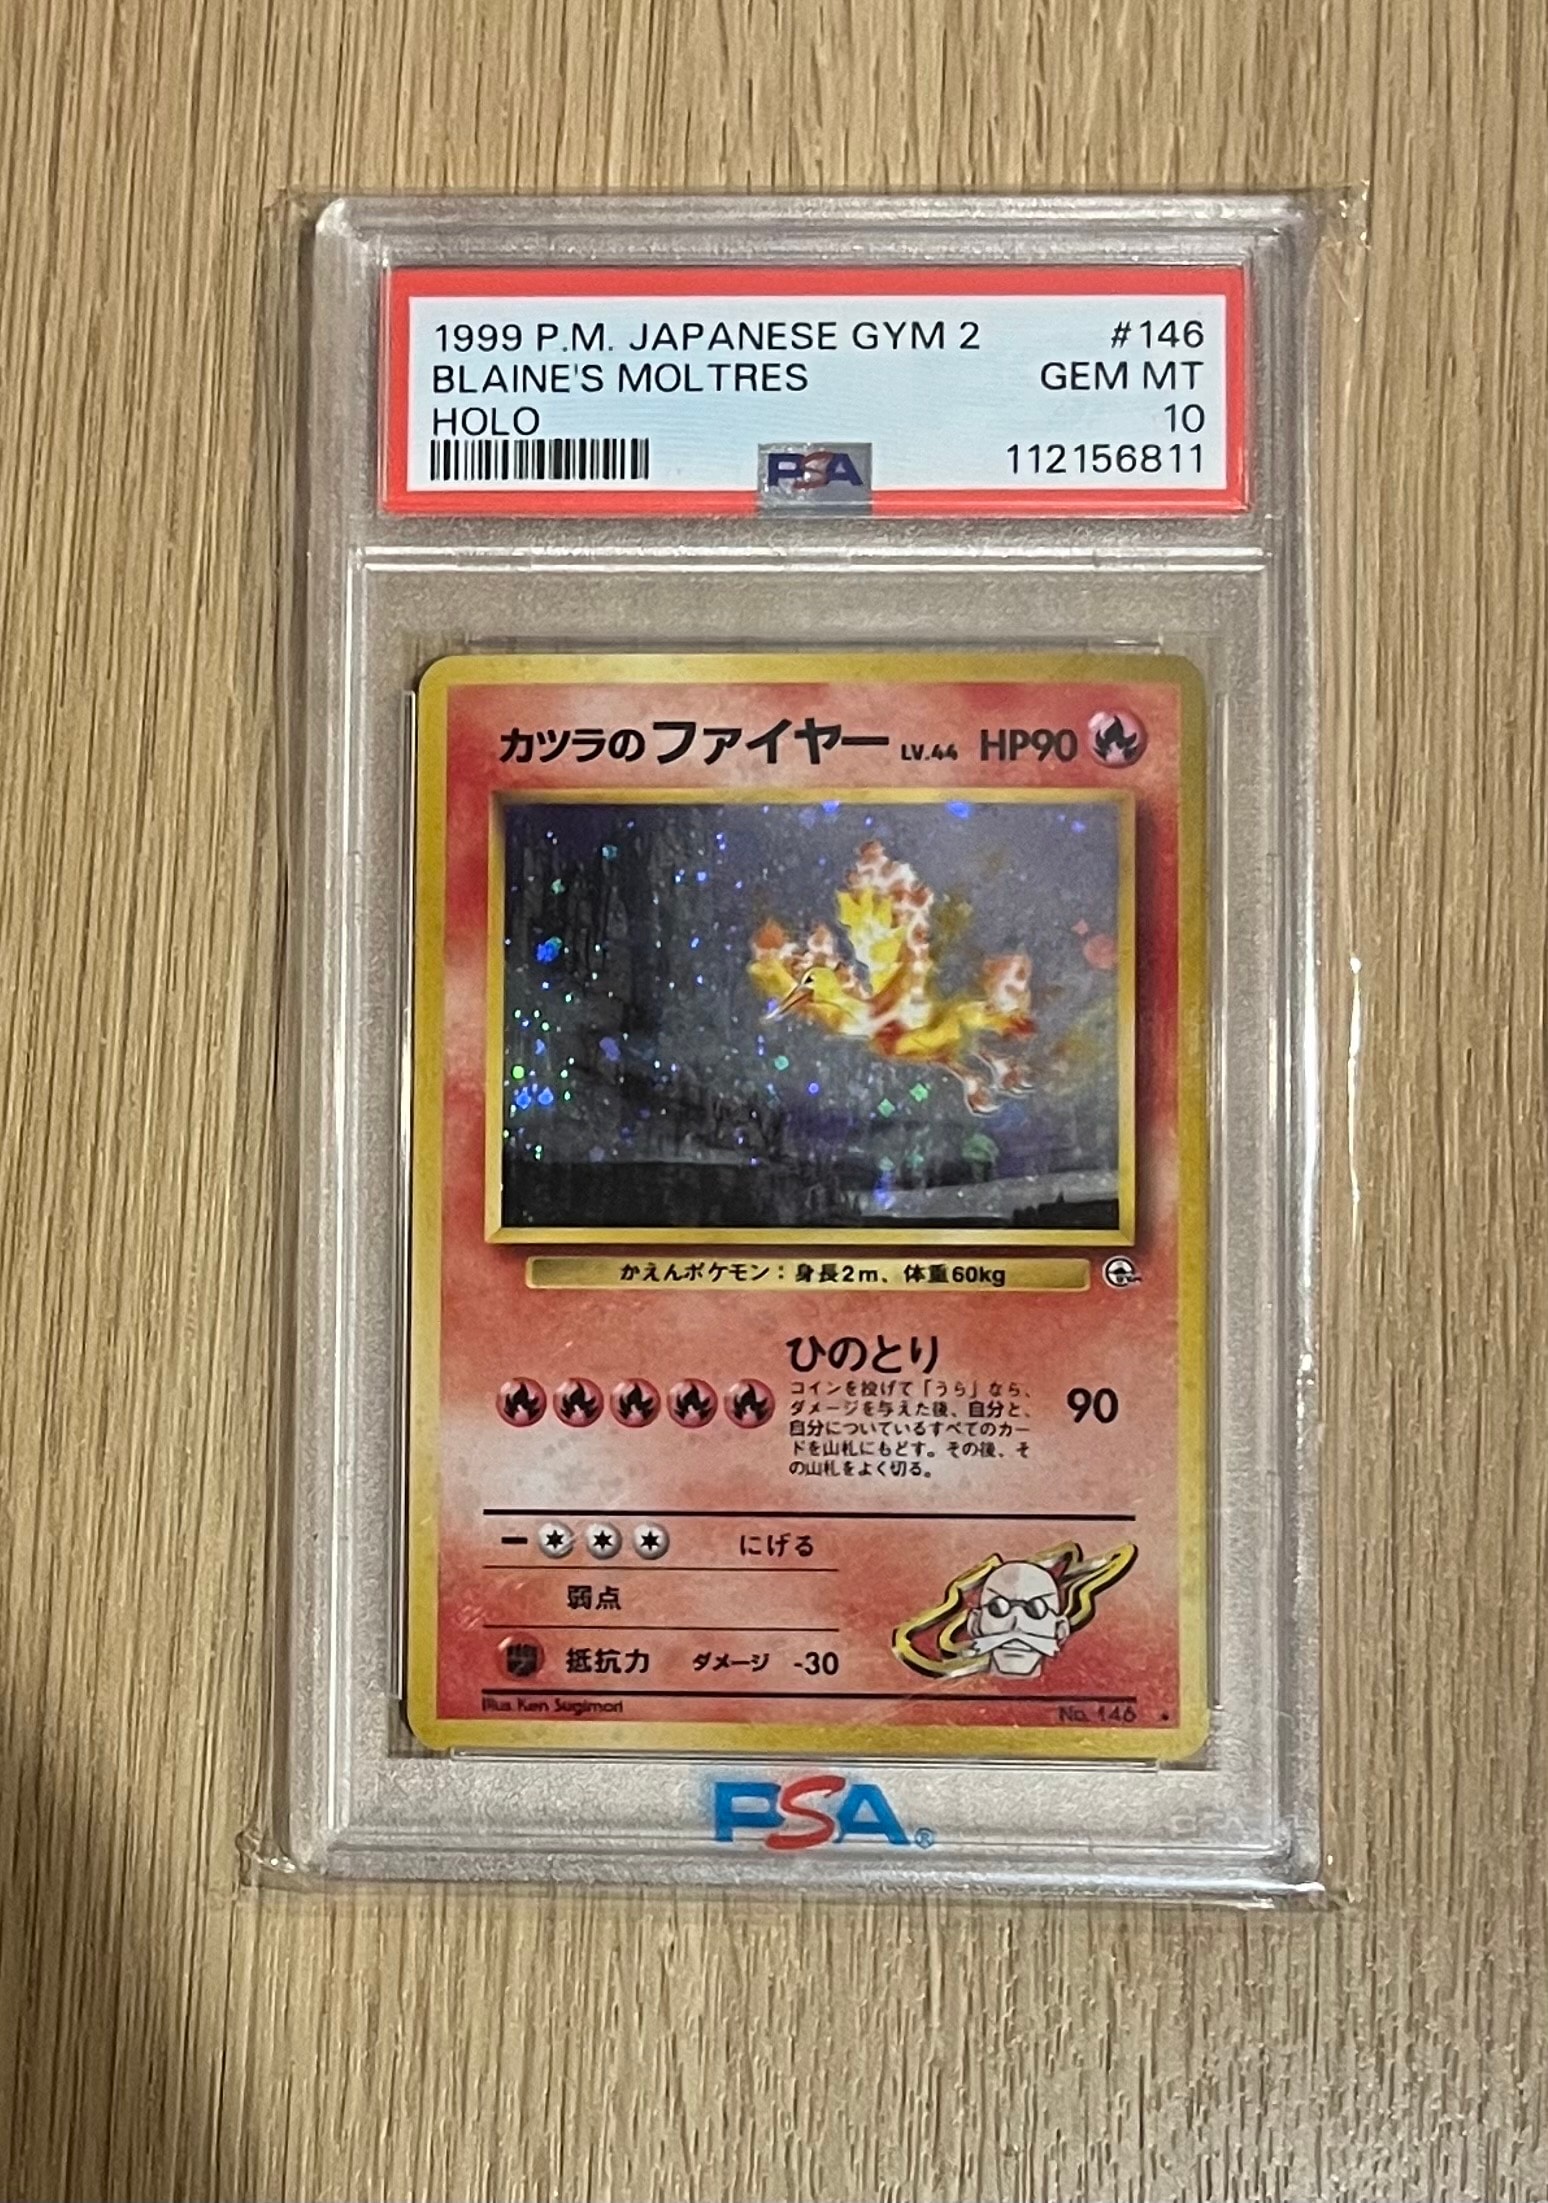 1999 P.M. JAPANESE GYM 2 #146
BLAINE'S MOLTRES GEM MT
HOLO 10
PSA 112156811
カツラのファイヤー LV.44 HP90
かえんポケモン：身長2m、体重60kg
ひのとり
コインを投げて「うら」なら、
ダメージを与えた後、自分と、
自分についているすべてのカー
ドを山札にもどす。その後、そ
の山札をよく切る。
90
にげる
弱点
抵抗力 ダメージ -30
Illus. Ken Sugimori No. 146
PSA®